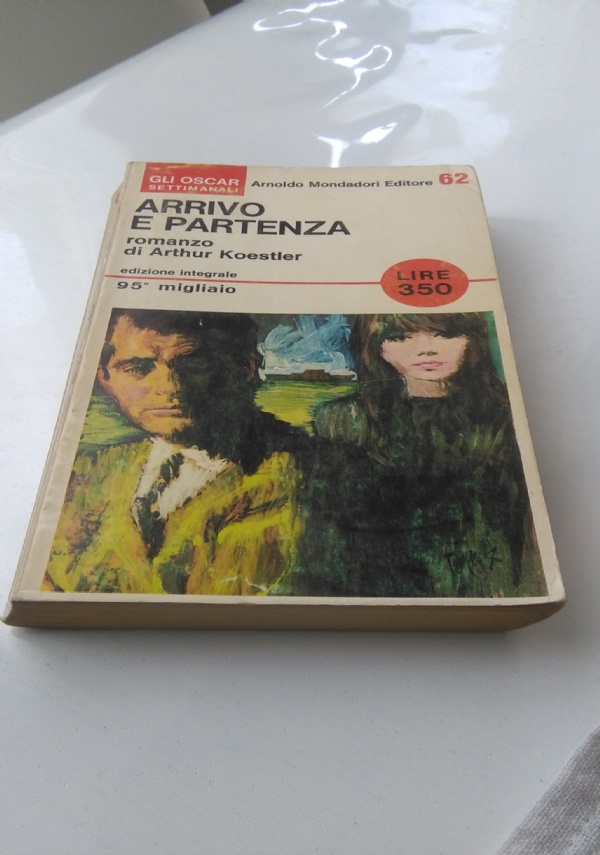 GLI OSCAR
SETTIMANALI
Arnoldo Mondadori Editore 62
ARRIVO
E PARTENZA
romanzo
di Arthur Koestler
edizione integrale
95° migliaio
LIRE
350